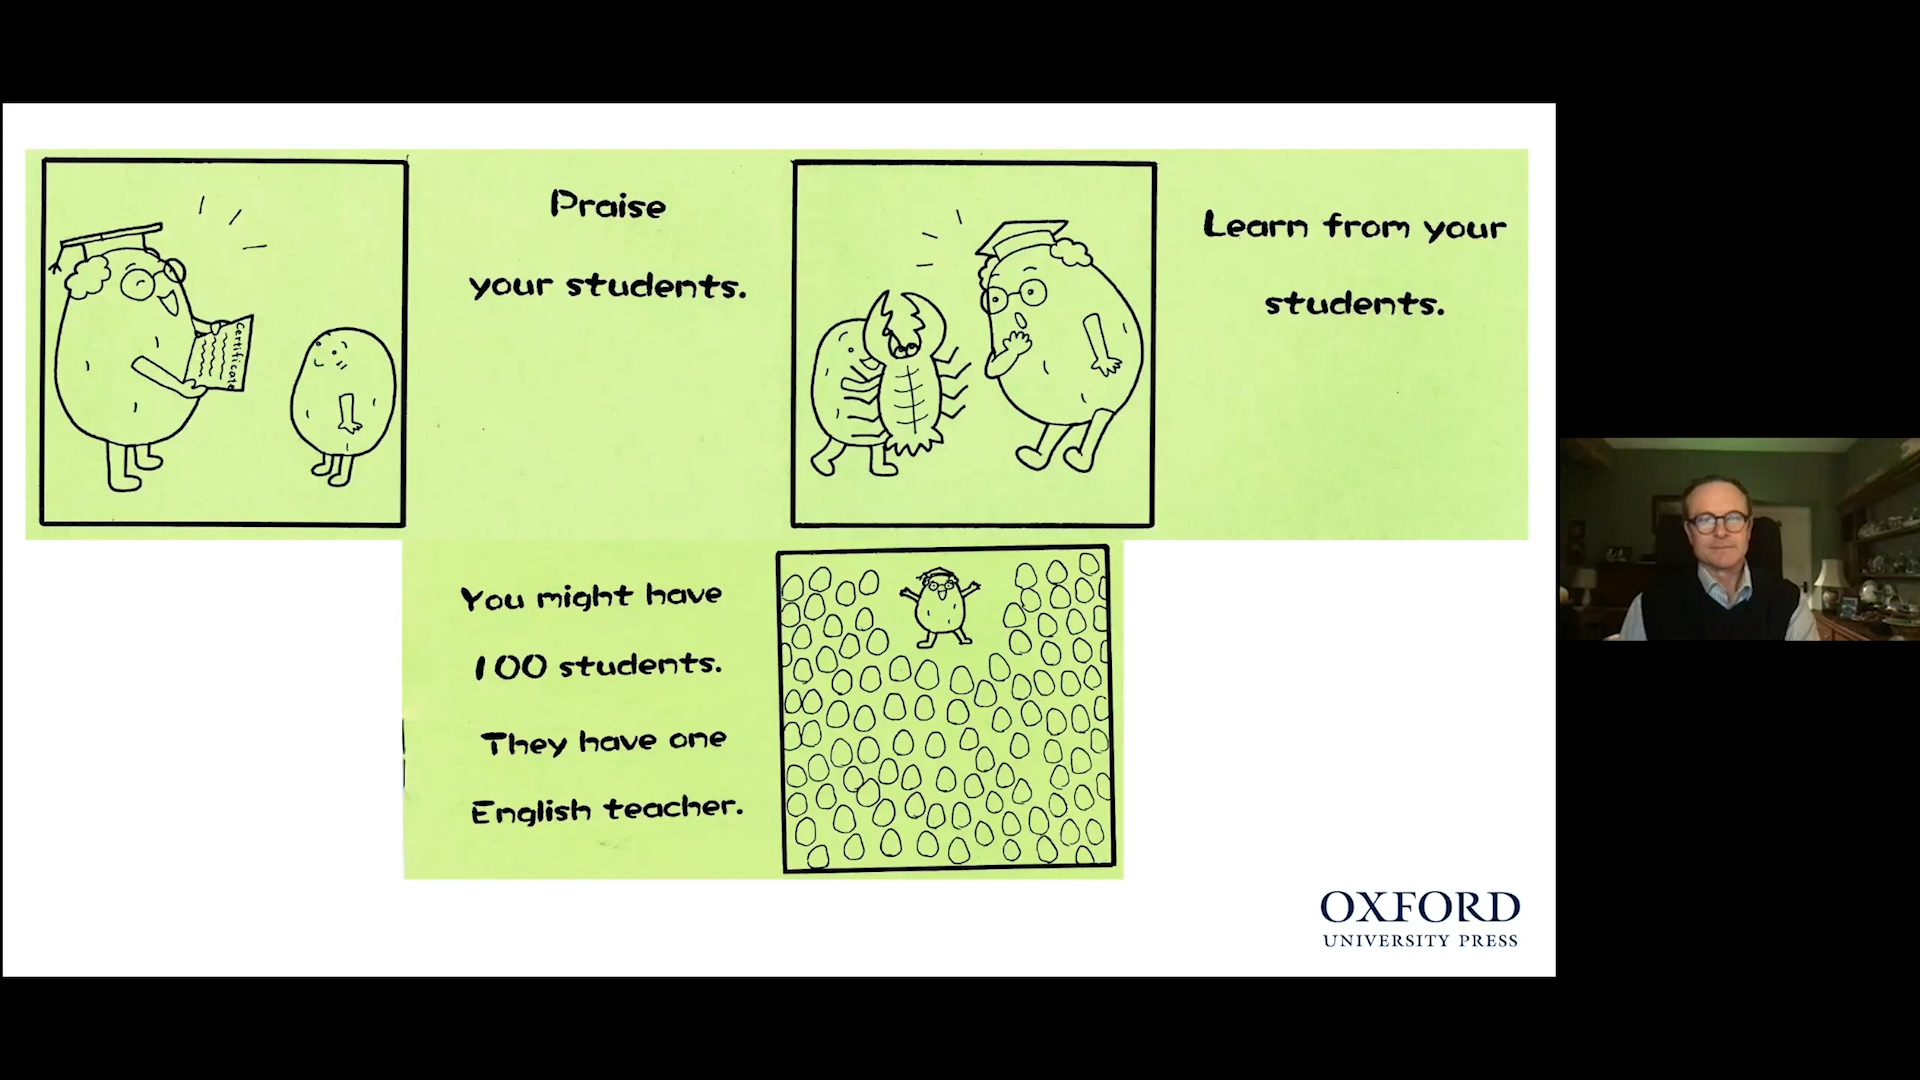 Certificate
Praise
your students.
Learn from your
students.
You might have
100 students.
They have one
English teacher.
OXFORD
UNIVERSITY PRESS